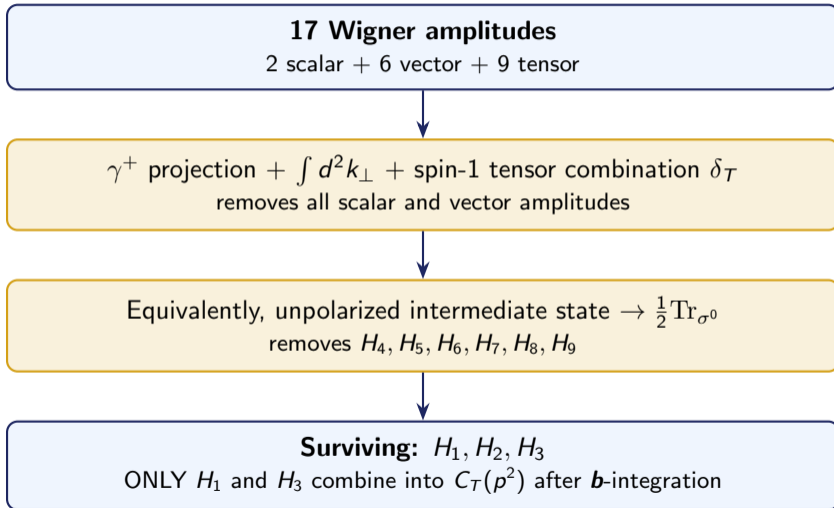 17 Wigner amplitudes
2 scalar + 6 vector + 9 tensor
γ⁺ projection + ∫ d²k⊥ + spin-1 tensor combination δ_T
removes all scalar and vector amplitudes
Equivalently, unpolarized intermediate state → ½Tr_σ⁰
removes H₄, H₅, H₆, H₇, H₈, H₉
Surviving: H₁, H₂, H₃
ONLY H₁ and H₃ combine into C_T(p²) after b-integration